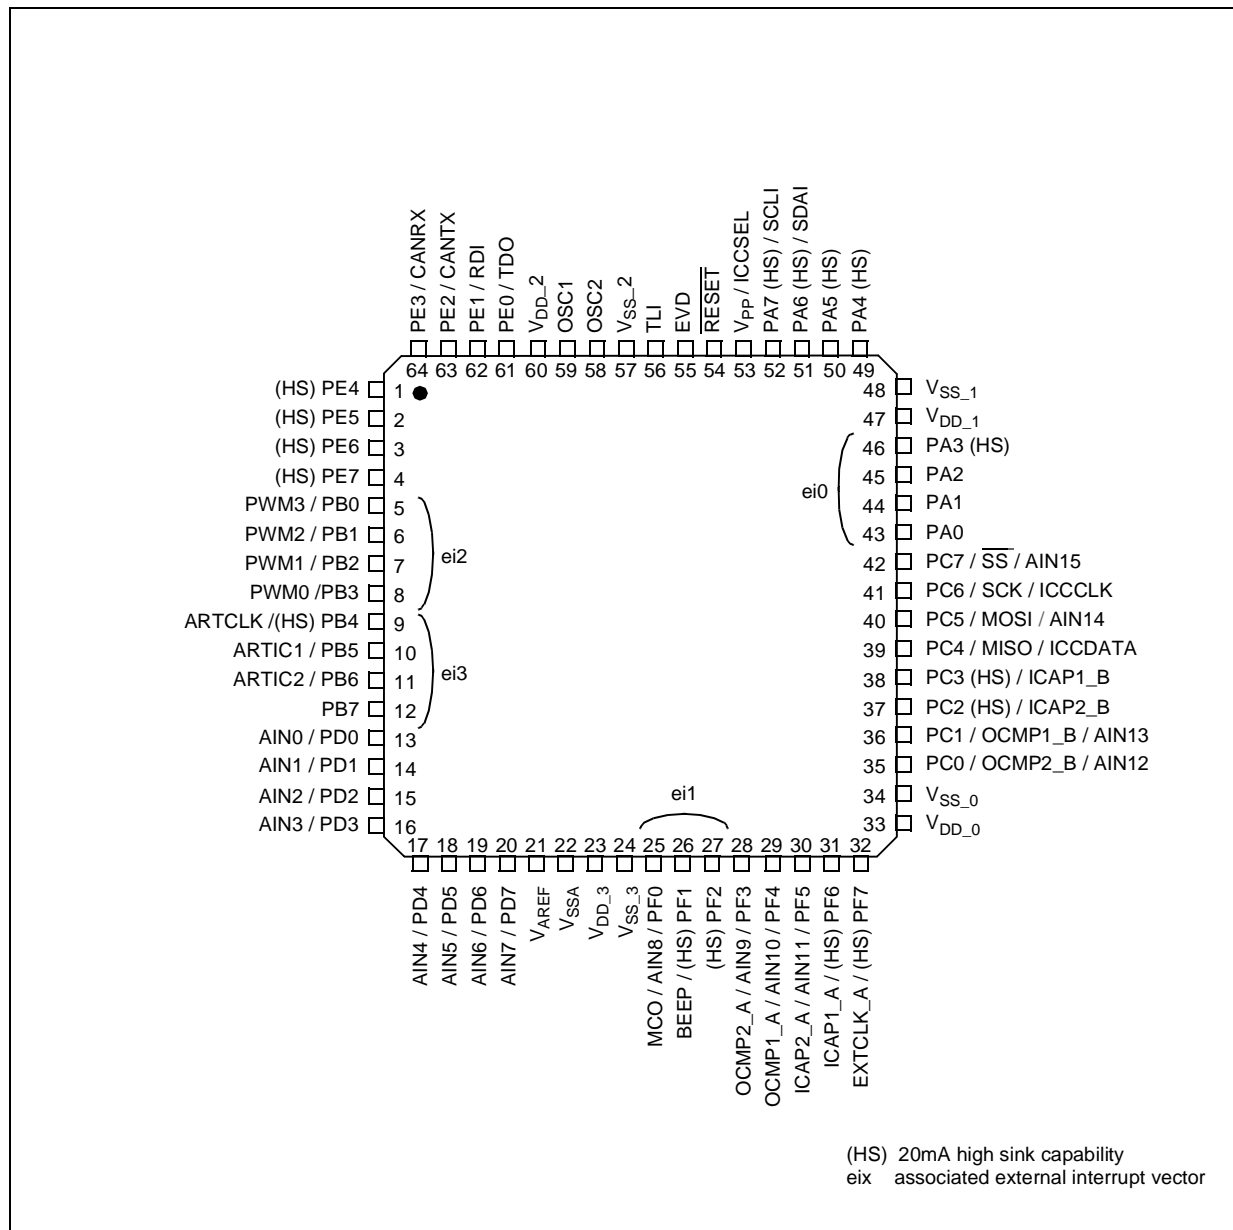 PE3 / CANRX
PE2 / CANTX
PE1 / RDI
PE0 / TDO
VDD_2
OSC1
OSC2
VSS_2
TLI
EVD
RESET
VPP / ICCSEL
PA7 (HS) / SCLI
PA6 (HS) / SDAI
PA5 (HS)
PA4 (HS)
64 63 62 61 60 59 58 57 56 55 54 53 52 51 50 49
(HS) PE4 1
(HS) PE5 2
(HS) PE6 3
(HS) PE7 4
PWM3 / PB0 5
PWM2 / PB1 6
PWM1 / PB2 7
PWM0 /PB3 8
ei2
ARTCLK /(HS) PB4 9
ARTIC1 / PB5 10
ARTIC2 / PB6 11
PB7 12
ei3
AIN0 / PD0 13
AIN1 / PD1 14
AIN2 / PD2 15
AIN3 / PD3 16
48 VSS_1
47 VDD_1
46 PA3 (HS)
45 PA2
44 PA1
43 PA0
ei0
42 PC7 / SS / AIN15
41 PC6 / SCK / ICCCLK
40 PC5 / MOSI / AIN14
39 PC4 / MISO / ICCDATA
38 PC3 (HS) / ICAP1_B
37 PC2 (HS) / ICAP2_B
36 PC1 / OCMP1_B / AIN13
35 PC0 / OCMP2_B / AIN12
34 VSS_0
33 VDD_0
ei1
17 18 19 20 21 22 23 24 25 26 27 28 29 30 31 32
AIN4 / PD4
AIN5 / PD5
AIN6 / PD6
AIN7 / PD7
VAREF
VSSA
VDD_3
VSS_3
MCO / AIN8 / PF0
BEEP / (HS) PF1
(HS) PF2
OCMP2_A / AIN9 / PF3
OCMP1_A / AIN10 / PF4
ICAP2_A / AIN11 / PF5
ICAP1_A / (HS) PF6
EXTCLK_A / (HS) PF7
(HS) 20mA high sink capability
eix associated external interrupt vector